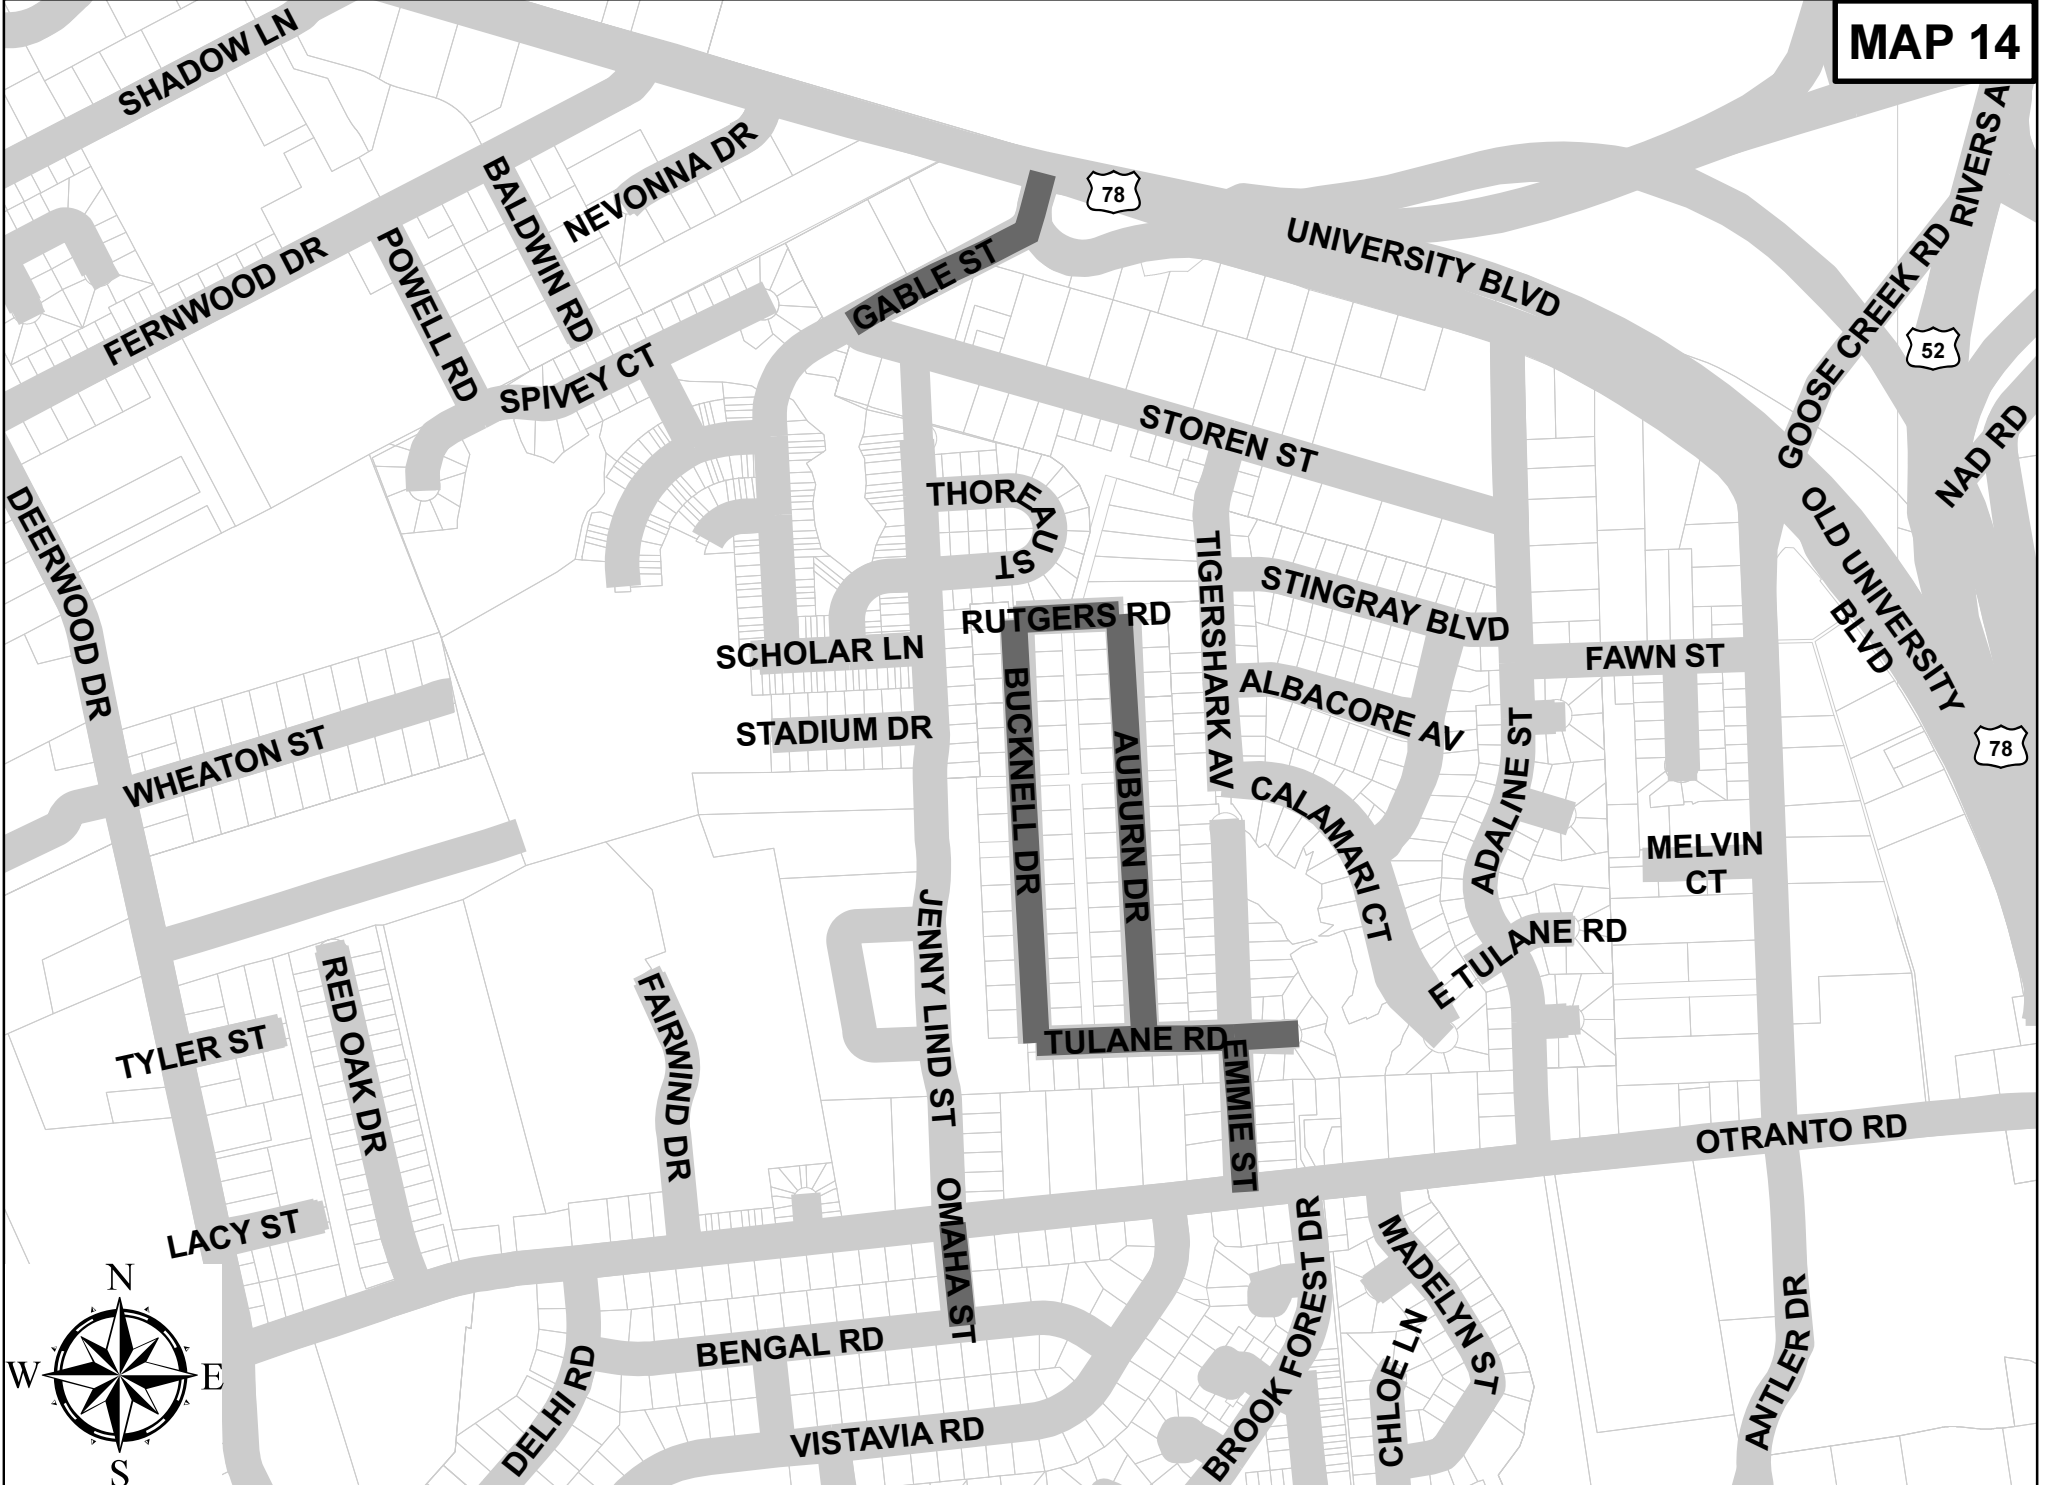 MAP 14
SHADOW LN
RIVERS A
BALDWIN RD
NEVONNA DR
78
POWELL RD
FERNWOOD DR
GABLE ST
UNIVERSITY BLVD
GOOSE CREEK RD
52
SPIVEY CT
STOREN ST
NAD RD
THOREAU ST
DEERWOOD DR
OLD UNIVERSITY
BLVD
TIGERSHARK AV
STINGRAY BLVD
RUTGERS RD
SCHOLAR LN
FAWN ST
BUCKNELL DR
ALBACORE AV
STADIUM DR
ADALINE ST
AUBURN DR
78
WHEATON ST
CALAMARI CT
MELVIN
CT
JENNY LIND ST
E TULANE RD
RED OAK DR
FAIRWIND DR
TYLER ST
TULANE RD
EMMIE ST
OTRANTO RD
OMAHA ST
LACY ST
BROOK FOREST DR
MADELYN ST
N
W
E
S
BENGAL RD
CHLOE LN
ANTLER DR
DELHI RD
VISTAVIA RD